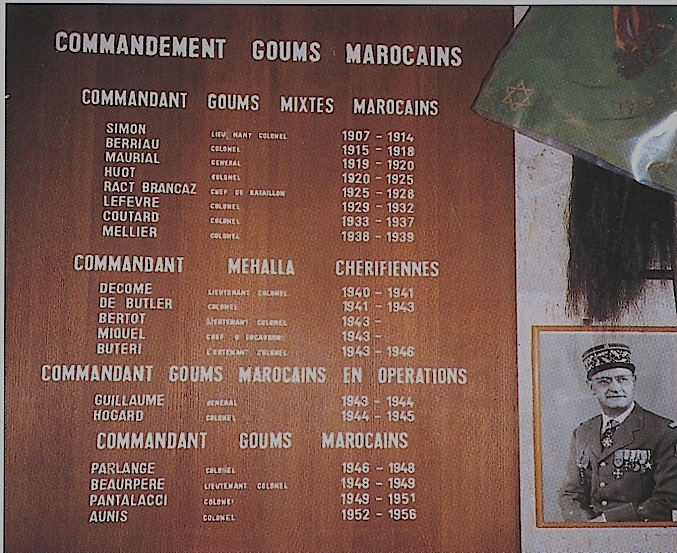 COMMANDEMENT GOUMS MAROCAINS
COMMANDANT GOUMS MIXTES MAROCAINS
SIMON LIEU NANT COLONEL 1907 - 1914
BERRIAU COLONEL 1915 - 1918
MAURIAL GENERAL 1919 - 1920
HUOT COLONEL 1920 - 1925
RACT BRANCAZ CHEF DE BATAILLON 1925 - 1928
LEFEVRE COLONEL 1929 - 1932
COUTARD COLONEL 1933 - 1937
MELLIER COLONEL 1938 - 1939
COMMANDANT MEHALLA CHERIFIENNES
DECOME LIEUTENANT COLONEL 1940 - 1941
DE BUTLER COLONEL 1941 - 1943
BERTOT LIEUTENANT COLONEL 1943 -
MIQUEL CHEF D 1943 -
BUTERI LIEUTENANT COLONEL 1943 - 1946
COMMANDANT GOUMS MAROCAINS EN OPERATIONS
GUILLAUME GENERAL 1943 - 1944
HOGARD COLONEL 1944 - 1945
COMMANDANT GOUMS MAROCAINS
PARLANGE COLONEL 1946 - 1948
BEAURPERE LIEUTENANT COLONEL 1948 - 1949
PANTALACCI COLONEL 1949 - 1951
AUNIS COLONEL 1952 - 1956